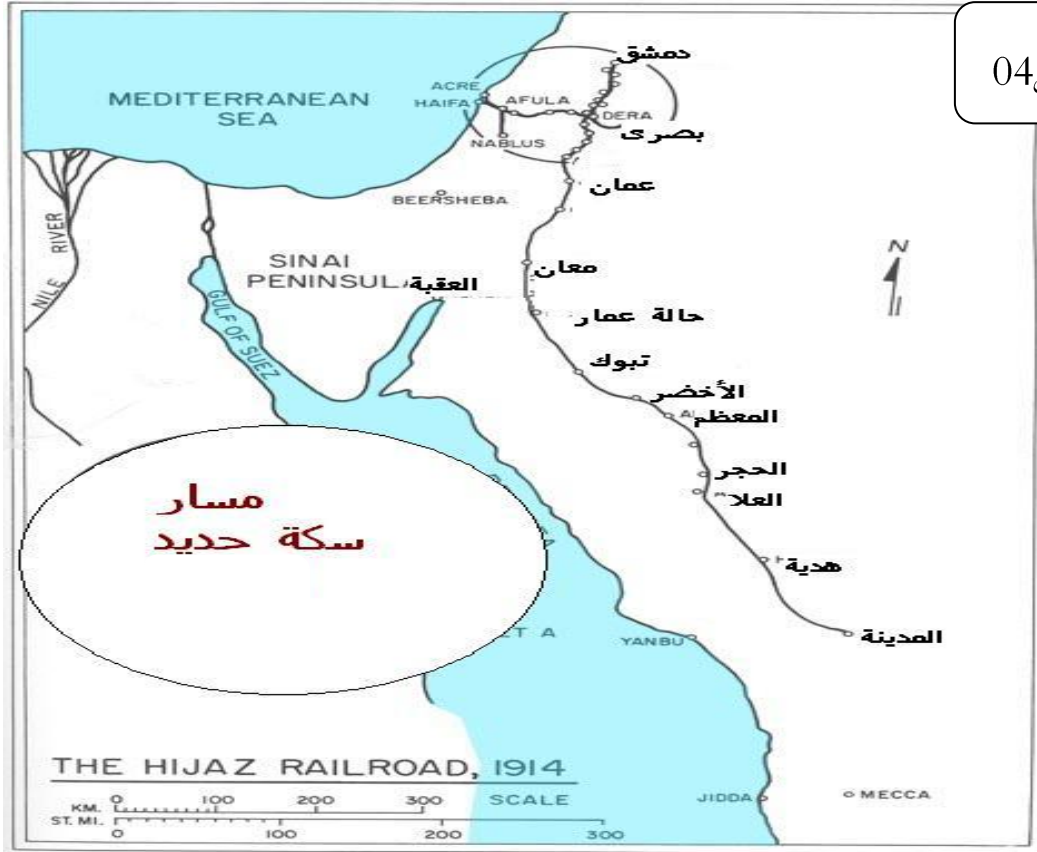 04
دمشق
ACRE
HAIFA
AFULA
DERA
MEDITERRANEAN
SEA
بصرى
NABLUS
عمان
BEERSHEBA
NILE RIVER
SINAI
PENINSUL
العقبة
معان
GULF OF SUEZ
N
حالة عمار
تبوك
الأخضر
المعظم
الحجر
العلا
مسار
سكة حديد
هدية
المدينة
ET A
YANBU
THE HIJAZ RAILROAD, 1914
KM. 0 100 200 300 SCALE
ST. MI. 0 100 200 300
JIDDA
MECCA